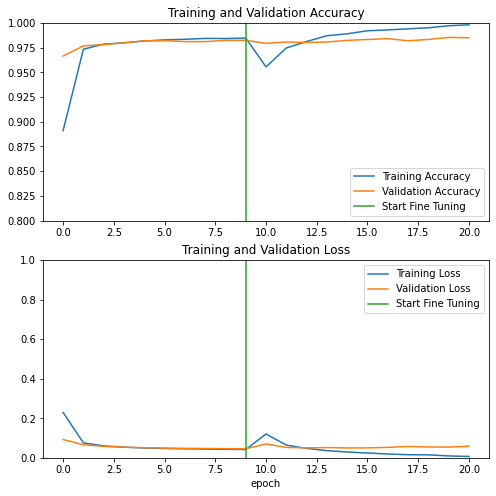 Training and Validation Accuracy
1.000
0.975
0.950
0.925
0.900
0.875
0.850
0.825
0.800
Training Accuracy
Validation Accuracy
Start Fine Tuning
0.0 2.5 5.0 7.5 10.0 12.5 15.0 17.5 20.0
Training and Validation Loss
1.0
0.8
0.6
0.4
0.2
0.0
Training Loss
Validation Loss
Start Fine Tuning
0.0 2.5 5.0 7.5 10.0 12.5 15.0 17.5 20.0
epoch